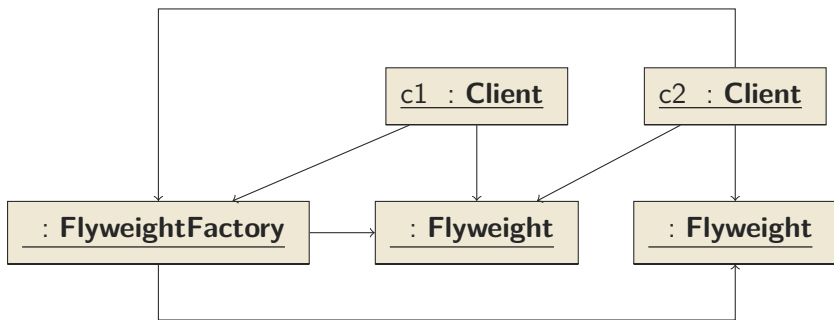 c1 : Client
c2 : Client
: FlyweightFactory
: Flyweight
: Flyweight